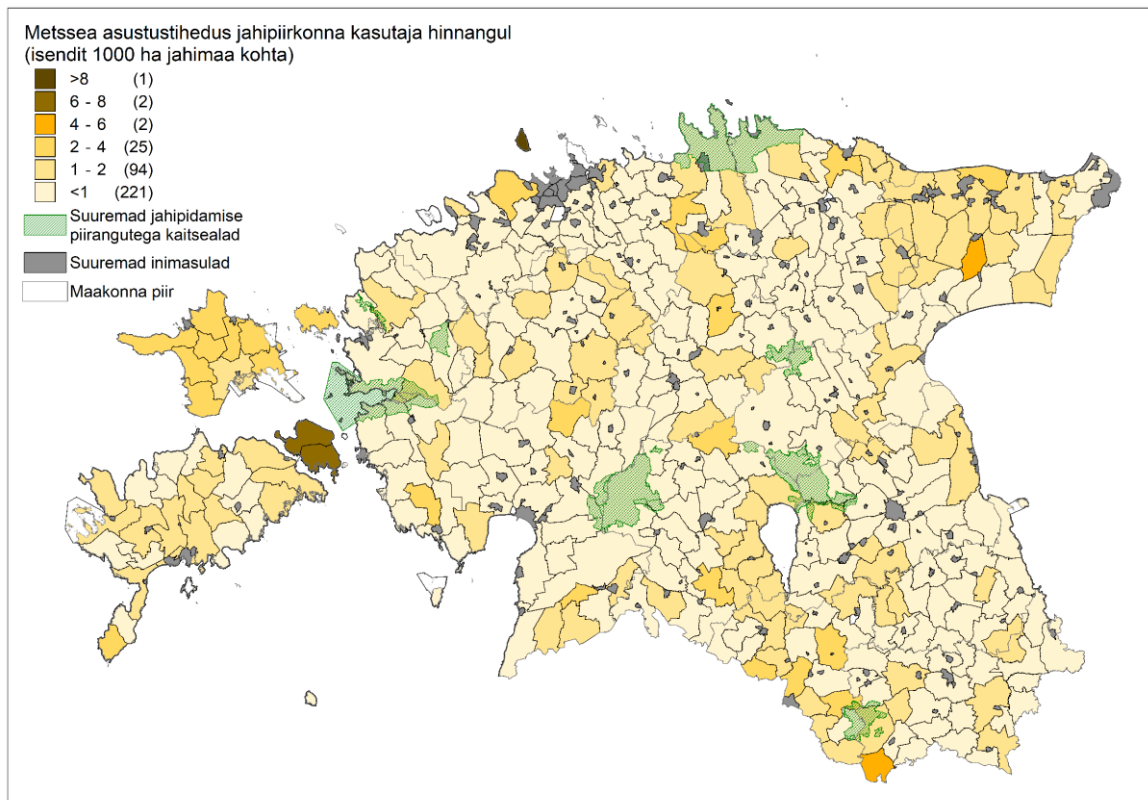 Metssea asustustihedus jahipiirkonna kasutaja hinnangul
(isendit 1000 ha jahimaa kohta)
>8 (1)
6 - 8 (2)
4 - 6 (2)
2 - 4 (25)
1 - 2 (94)
<1 (221)
Suuremad jahipidamise
piirangutega kaitsealad
Suuremad inimasulad
Maakonna piir